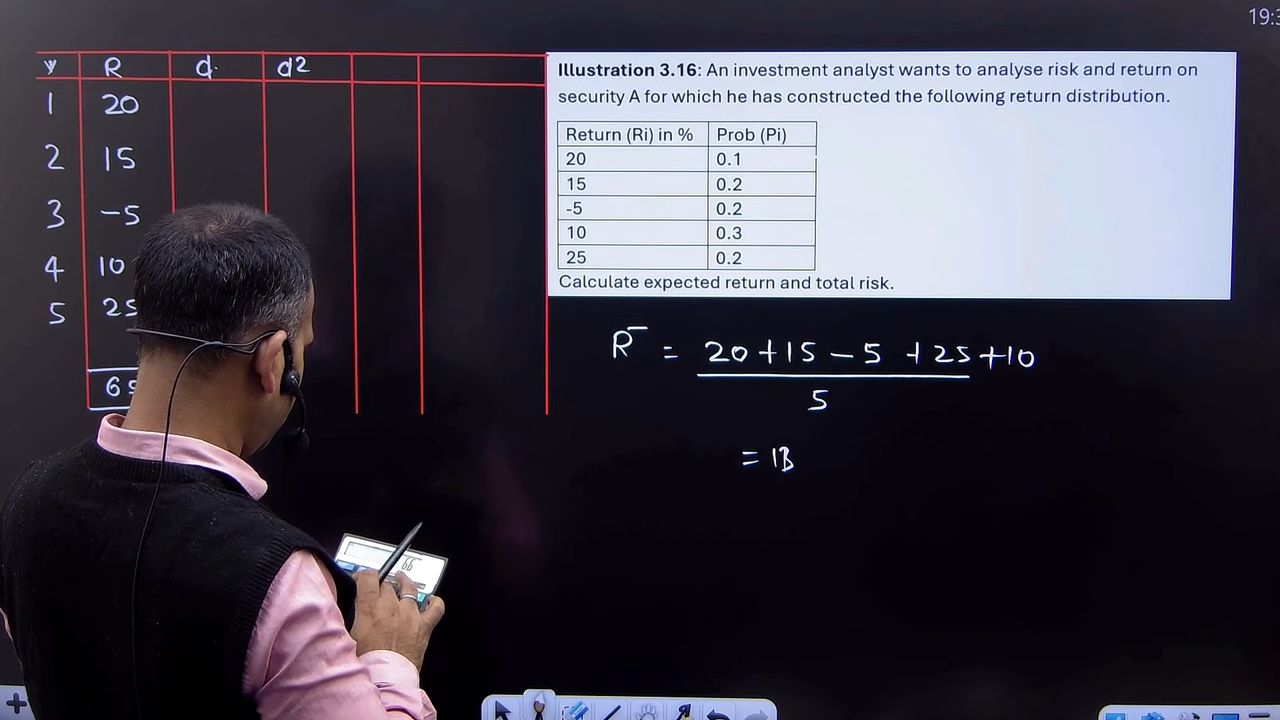 19:3
y R d d2
1 20
2 15
3 -5
4 10
5 25
65
Illustration 3.16: An investment analyst wants to analyse risk and return on
security A for which he has constructed the following return distribution.
Return (Ri) in % Prob (Pi)
20 0.1
15 0.2
-5 0.2
10 0.3
25 0.2
Calculate expected return and total risk.
R̄ = 20 + 15 - 5 + 25 + 10
5
= 13